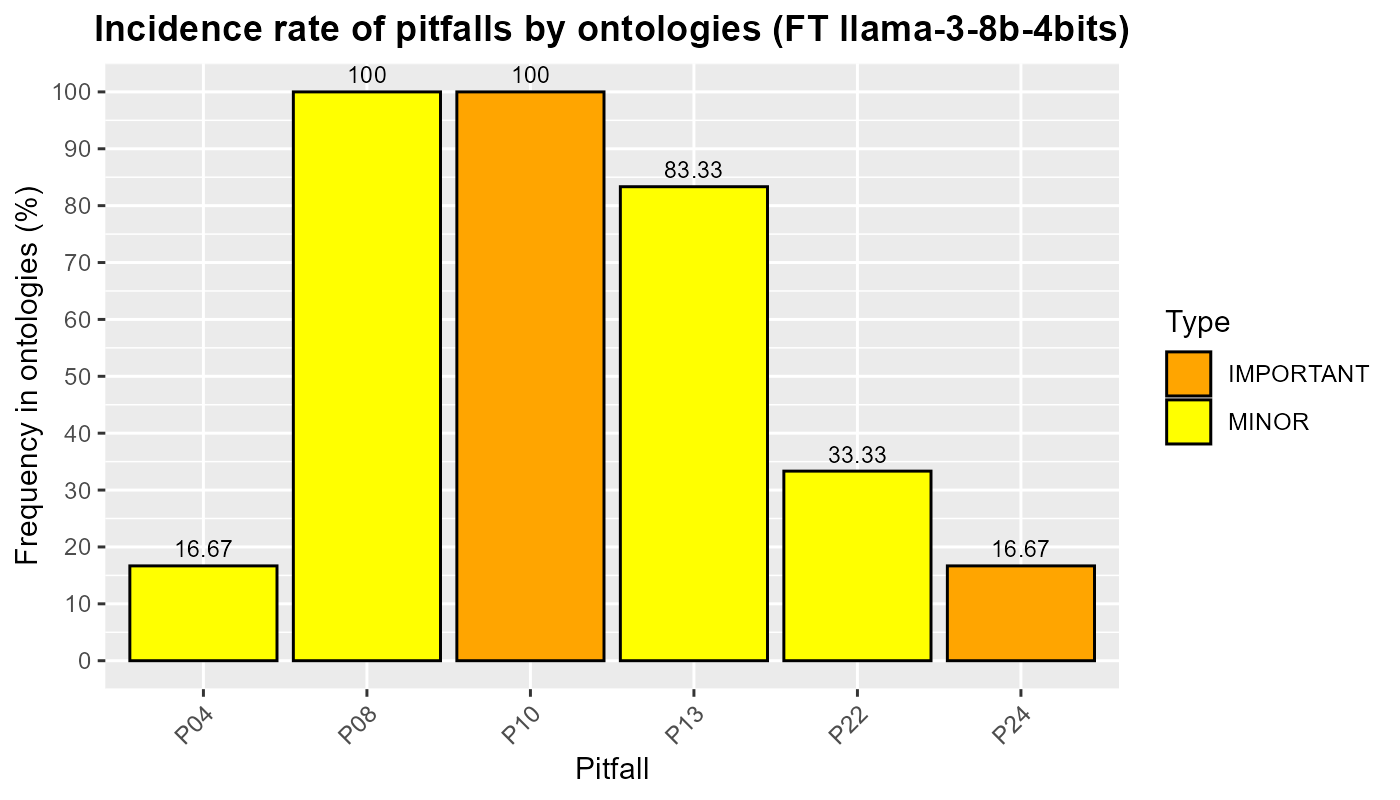 Incidence rate of pitfalls by ontologies (FT llama-3-8b-4bits)
Frequency in ontologies (%)
100
90
80
70
60
50
40
30
20
10
0
16.67
100
100
83.33
33.33
16.67
P04
P08
P10
P13
P22
P24
Pitfall
Type
IMPORTANT
MINOR